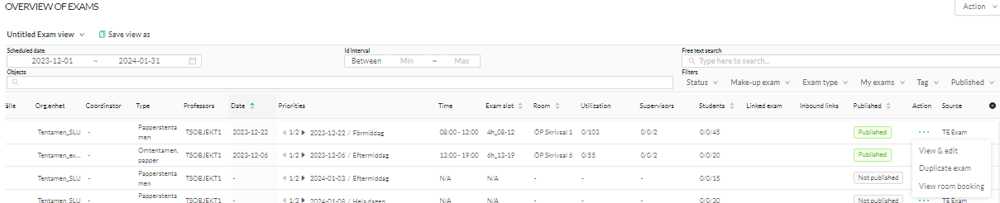 OVERVIEW OF EXAMS
Action
Untitled Exam view
Save view as
Scheduled date
2023-12-01 ~ 2024-01-31
Id Interval
Between Min ~ Max
Free text search
Type here to search...
Objects
Filters
Status Make-up exam Exam type My exams Tag Published
älle Org.enhet Coordinator Type Professors Date Priorities Time Exam slot Room Utilization Supervisors Students Linked exam Inbound links Published Action Source
Tentamen_SLU - Papperstenta
men TSOBJEKT1 2023-12-22 1/2 2023-12-22 / Förmiddag 08:00 - 12:00 4h_08-12 ÖP Skrivsal 1 0/103 0/0/2 0/0/45 Published ... TE Exam
Tentamen_ex... - Omtentamen,
papper TSOBJEKT1 2023-12-06 1/2 2023-12-06 / Eftermiddag 13:00 - 19:00 6h_13-19 ÖP Skrivsal 6 0/55 0/0/2 0/0/20 Published
View & edit
Duplicate exam
View room booking
Tentamen_SLU - Papperstenta
men TSOBJEKT1 - 1/2 2024-01-03 / Eftermiddag N/A N/A - - - 0/0/15 Not published
Tentamen_SLU - Papperstenta TSOBJEKT1 - 1/3 2024-01-08 / Hela dagen N/A N/A - - - 0/0/30 Not published ... TE Exam